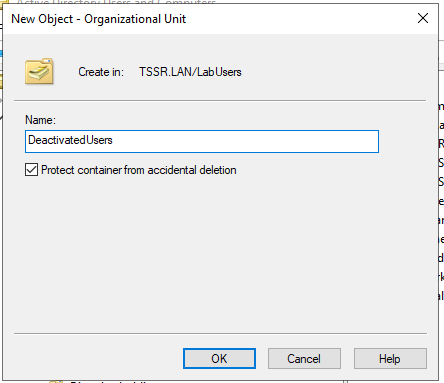 Active Directory Users and Computers
New Object - Organizational Unit
Create in: TSSR.LAN/LabUsers
Name:
DeactivatedUsers
Protect container from accidental deletion
OK Cancel Help